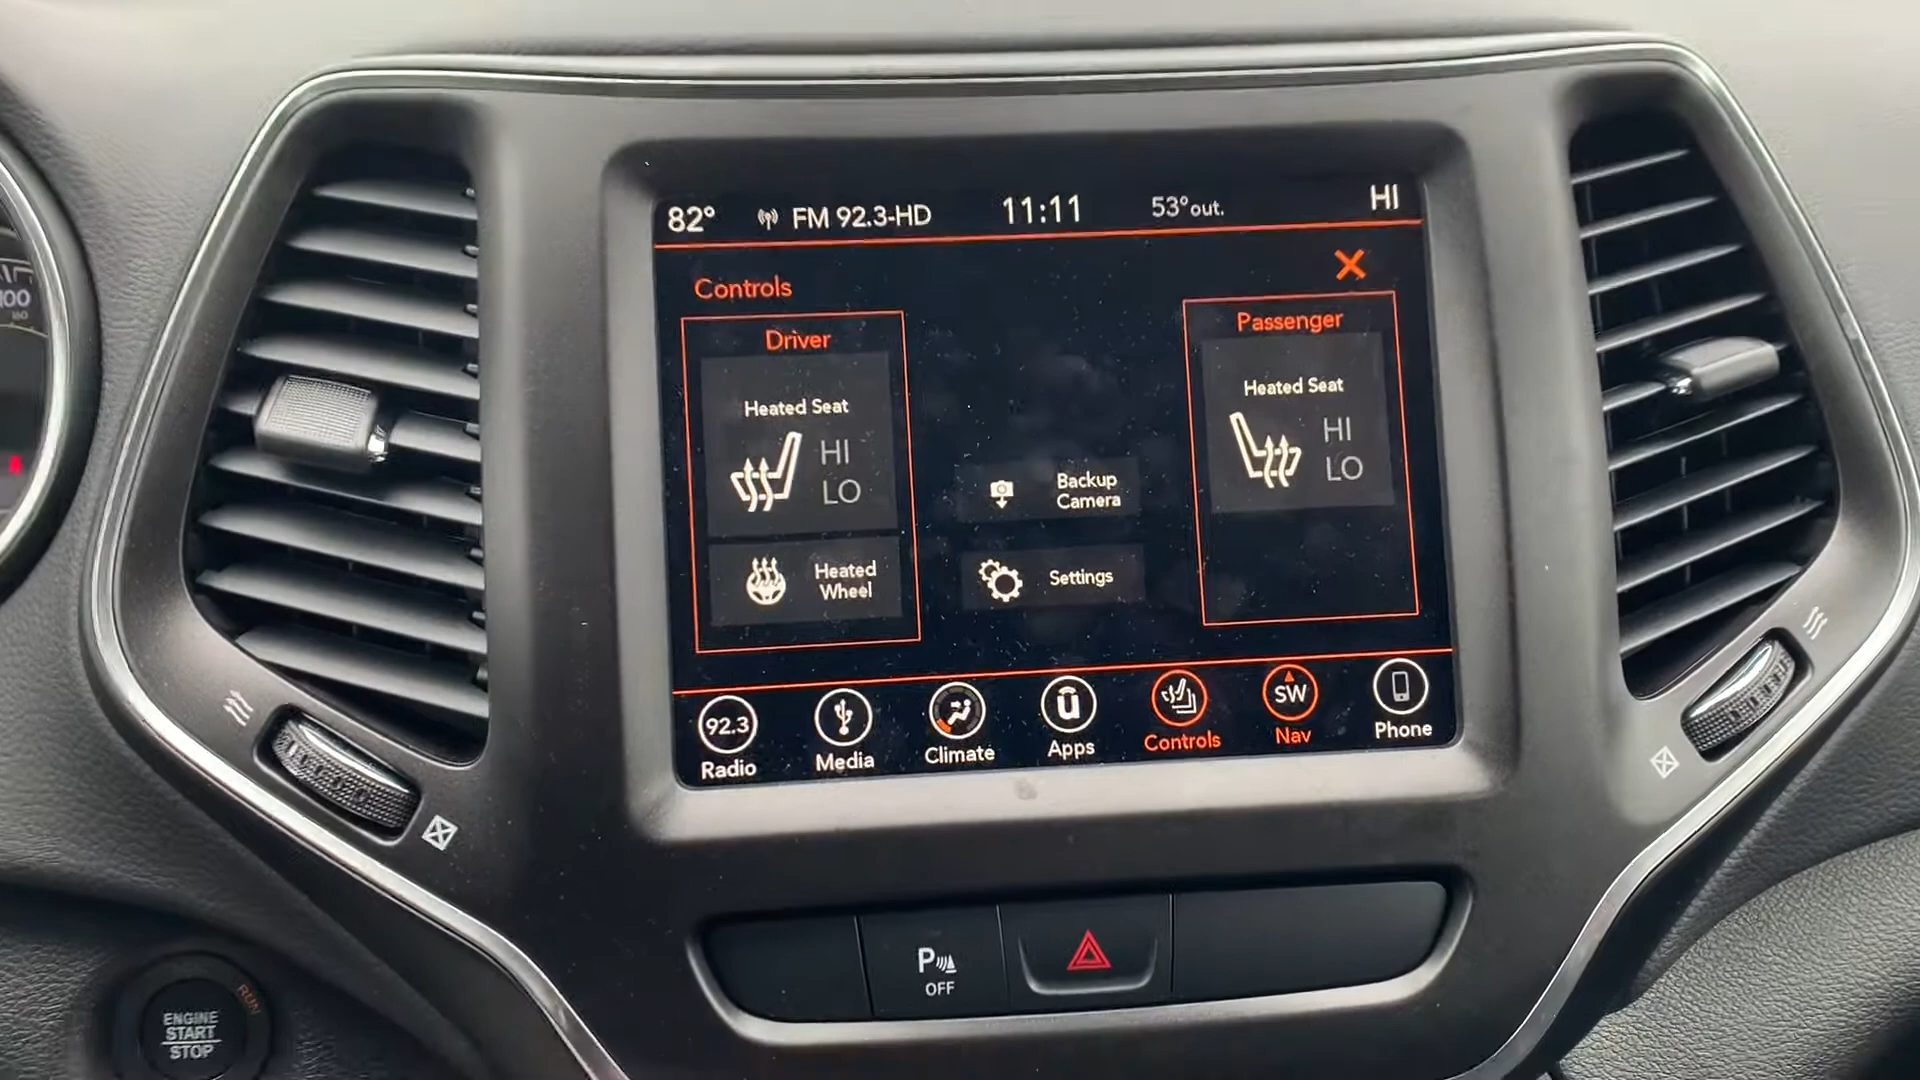 82° FM 92.3-HD 11:11 53°out. HI
Controls
Driver
Heated Seat
HI
LO
Heated
Wheel
Backup
Camera
Settings
Passenger
Heated Seat
HI
LO
92.3
Radio
Media
Climate
Apps
Controls
SW
Nav
Phone
P
OFF
ENGINE
START
STOP
RUN
100